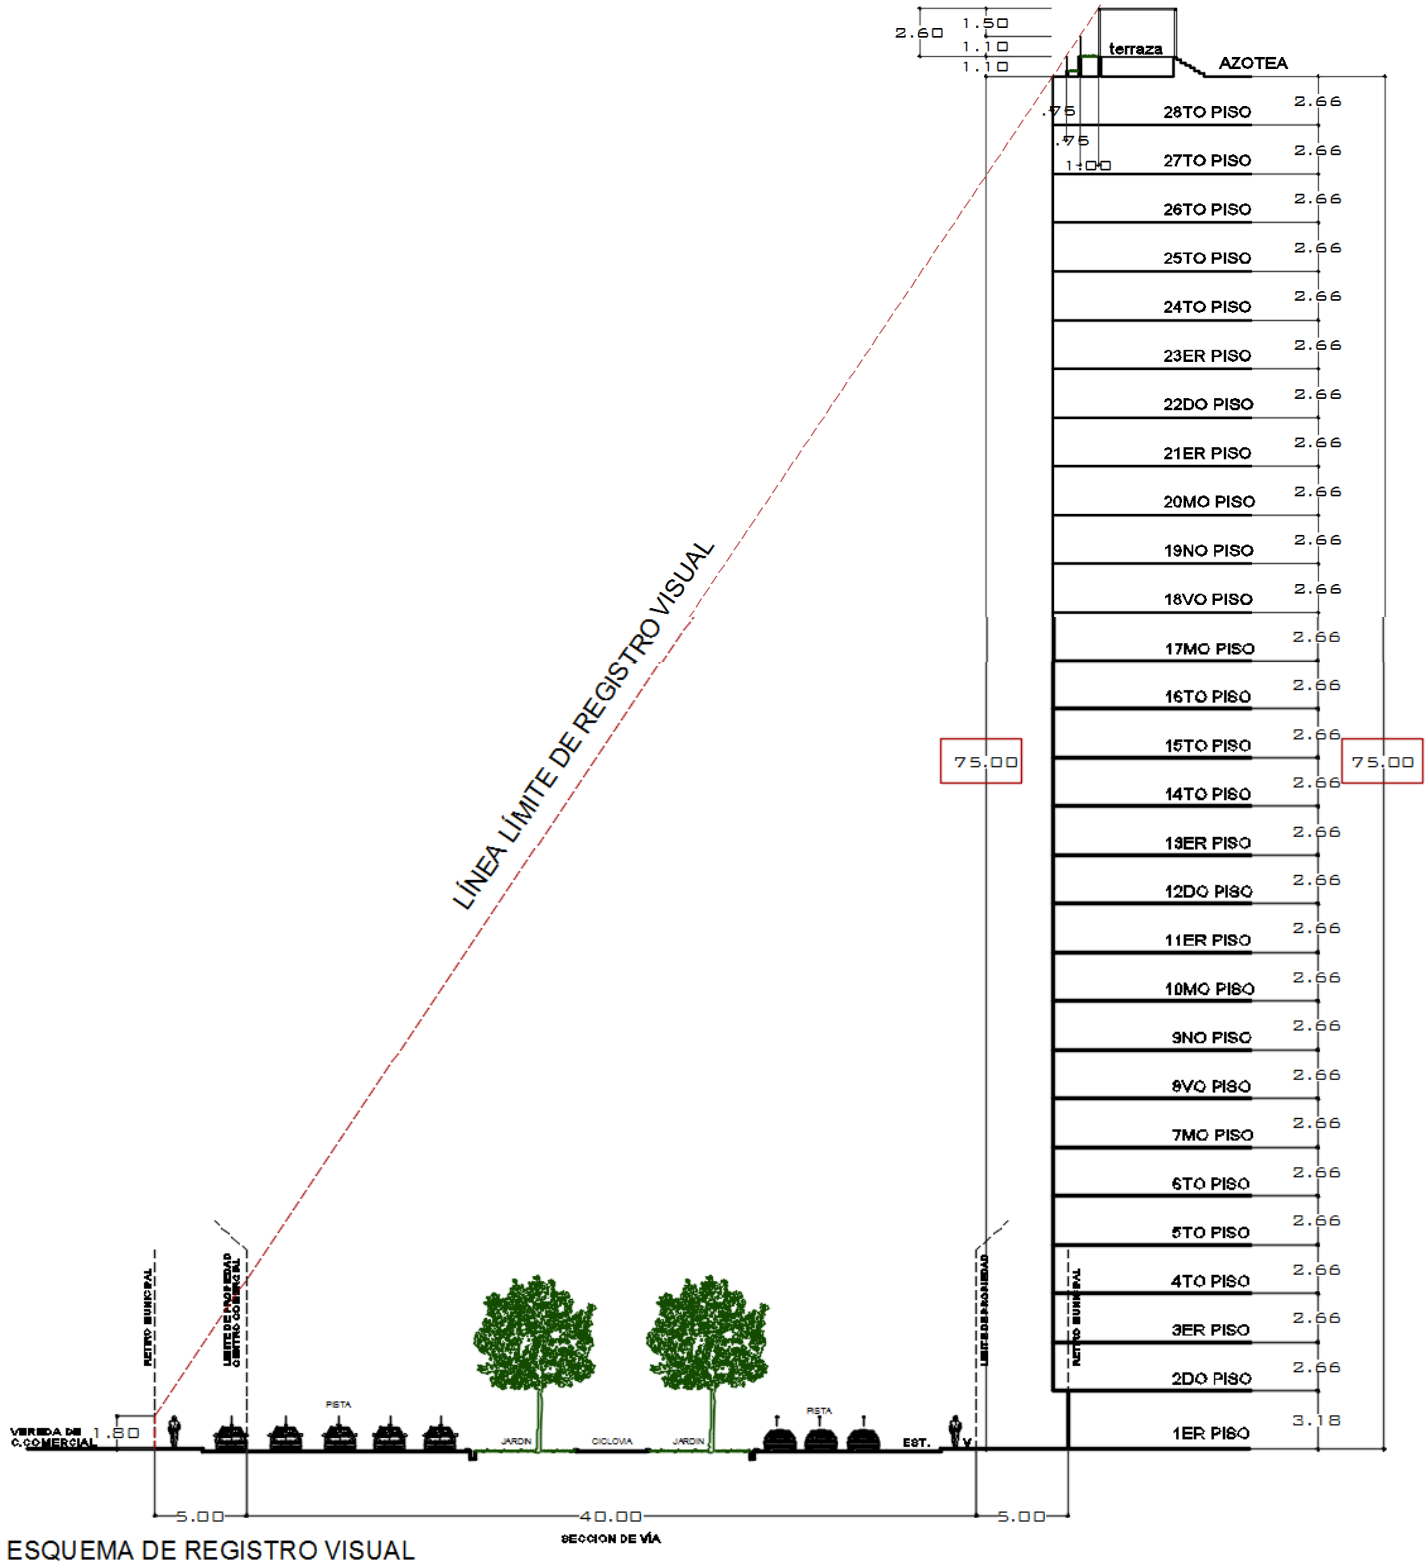 1.50
2.60
1.10
1.10
terraza
AZOTEA
.75
.75
1.00
28TO PISO
2.66
27TO PISO
2.66
26TO PISO
2.66
25TO PISO
2.66
24TO PISO
2.66
23ER PISO
2.66
22DO PISO
2.66
21ER PISO
2.66
20MO PISO
2.66
19NO PISO
2.66
18VO PISO
2.66
17MO PISO
2.66
16TO PISO
2.66
15TO PISO
2.66
75.00
75.00
14TO PISO
2.66
13ER PISO
2.66
12DO PISO
2.66
11ER PISO
2.66
10MO PISO
2.66
9NO PISO
2.66
8VO PISO
2.66
7MO PISO
2.66
6TO PISO
2.66
5TO PISO
2.66
4TO PISO
2.66
3ER PISO
2.66
2DO PISO
2.66
1ER PISO
3.18
LÍNEA LÍMITE DE REGISTRO VISUAL
RETIRO MUNICIPAL
LIMITE DE PROPIEDAD
CENTRO COMERCIAL
LIMITE DE PROPIEDAD
RETIRO MUNICIPAL
VEREDA DE
C.COMERCIAL
1.80
PISTA
JARDIN
CICLOVIA
JARDIN
PISTA
EST.
V
5.00
40.00
5.00
SECCION DE VÍA
ESQUEMA DE REGISTRO VISUAL